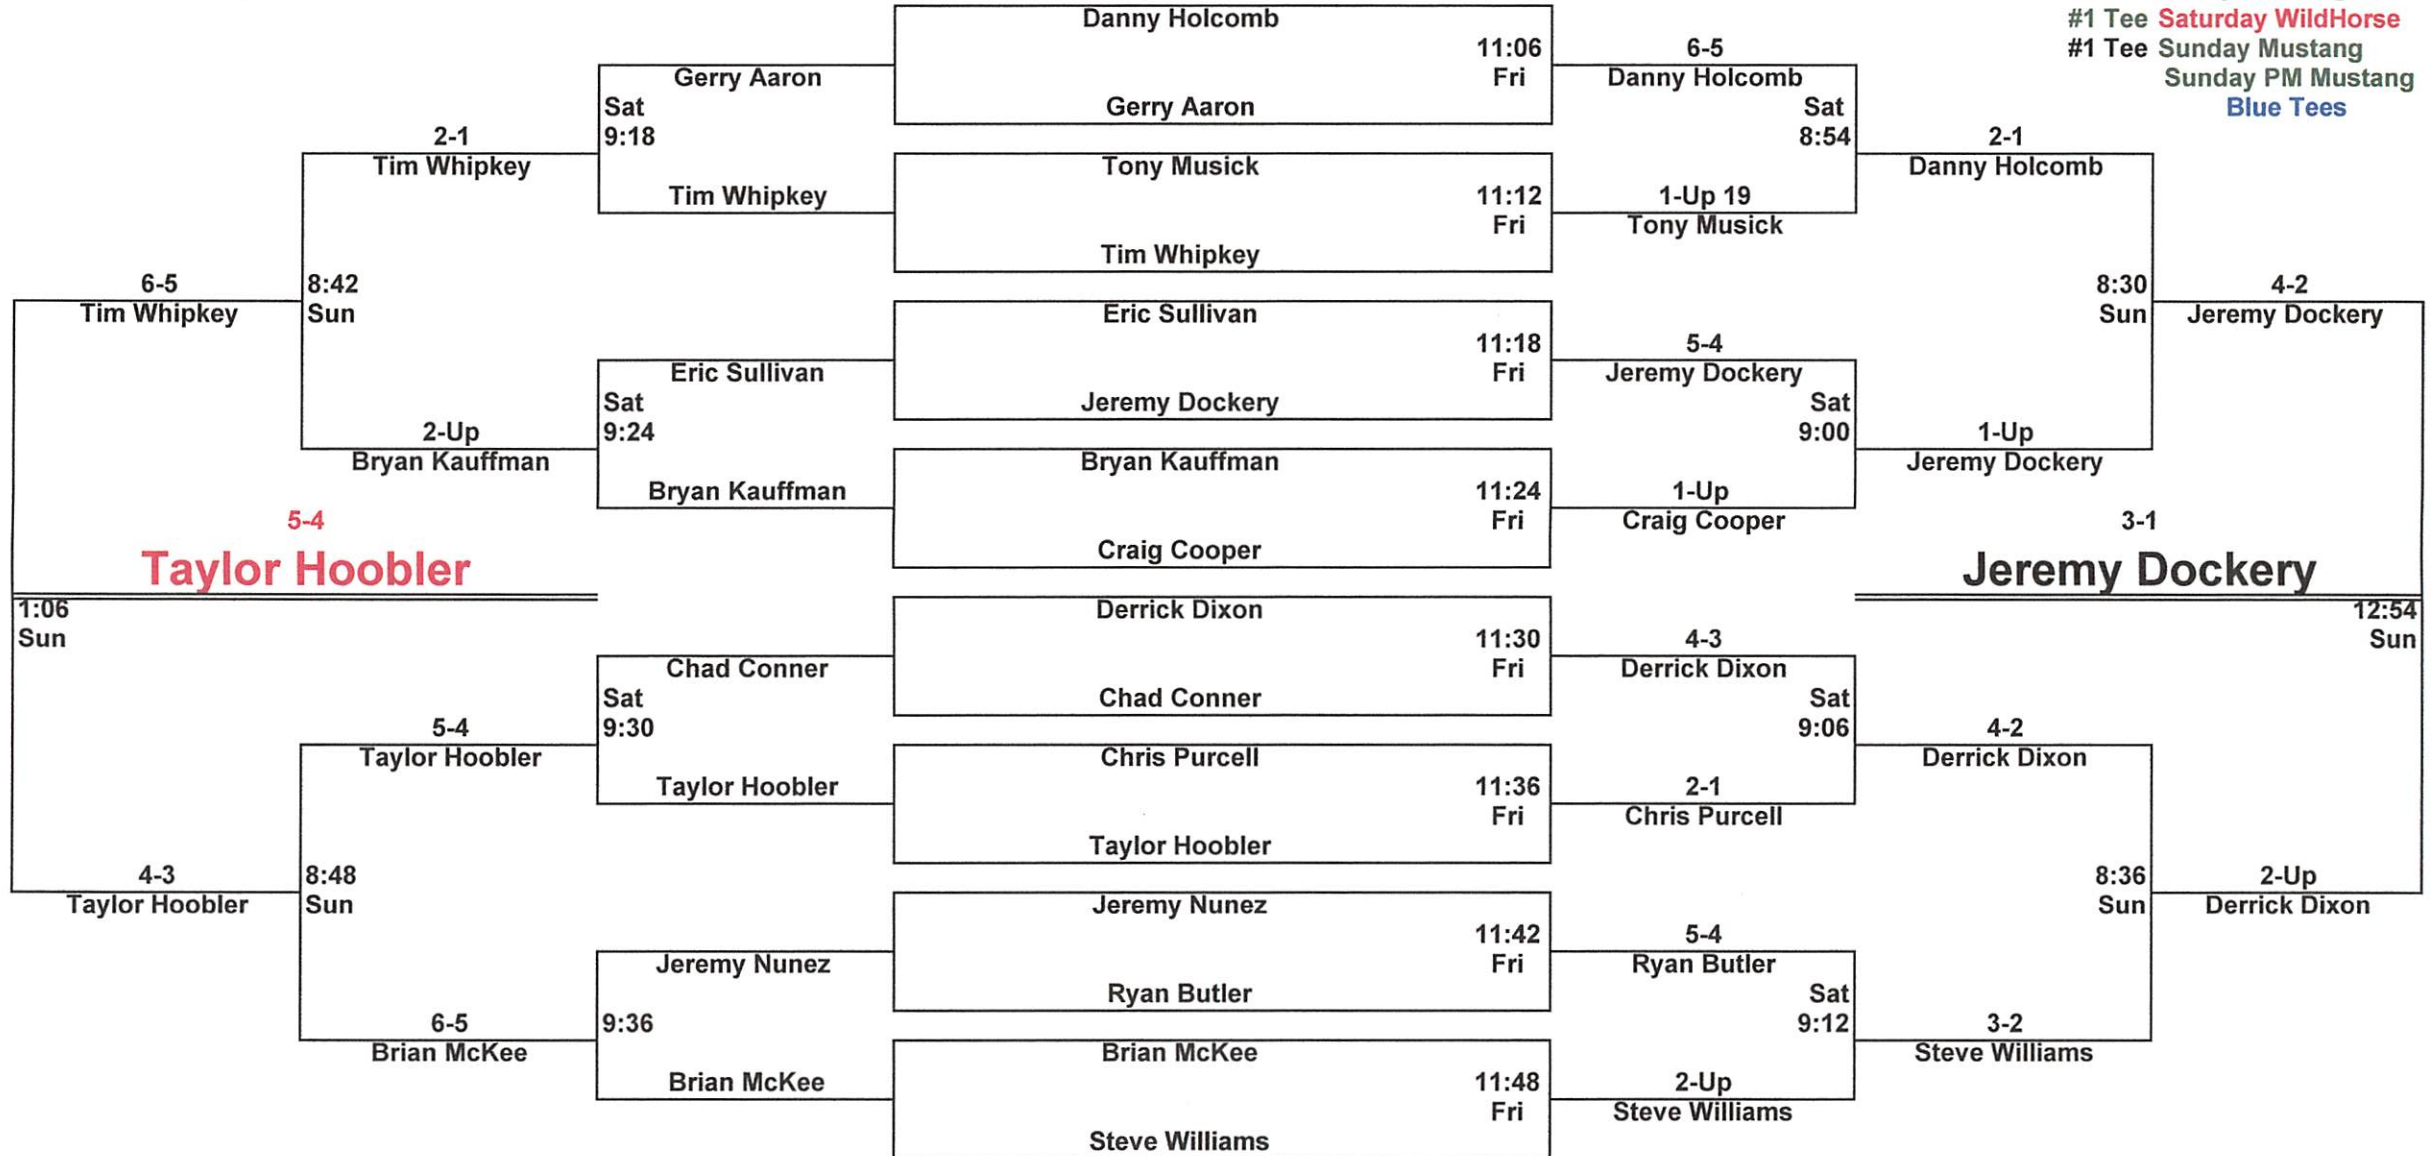 #1 Tee Saturday WildHorse
#1 Tee Sunday Mustang
Sunday PM Mustang
Blue Tees
Danny Holcomb
11:06
Fri
Gerry Aaron
Tony Musick
11:12
Fri
Tim Whipkey
Eric Sullivan
11:18
Fri
Jeremy Dockery
Bryan Kauffman
11:24
Fri
Craig Cooper
Derrick Dixon
11:30
Fri
Chad Conner
Chris Purcell
11:36
Fri
Taylor Hoobler
Jeremy Nunez
11:42
Fri
Ryan Butler
Brian McKee
11:48
Fri
Steve Williams
Gerry Aaron
Sat
9:18
Tim Whipkey
Eric Sullivan
Sat
9:24
Bryan Kauffman
Chad Conner
Sat
9:30
Taylor Hoobler
Jeremy Nunez
9:36
Brian McKee
2-1
Tim Whipkey
8:42
Sun
2-Up
Bryan Kauffman
5-4
Taylor Hoobler
8:48
Sun
6-5
Brian McKee
6-5
Tim Whipkey
5-4
Taylor Hoobler
1:06
Sun
4-3
Taylor Hoobler
6-5
Danny Holcomb
Sat
8:54
1-Up 19
Tony Musick
5-4
Jeremy Dockery
Sat
9:00
1-Up
Craig Cooper
4-3
Derrick Dixon
Sat
9:06
2-1
Chris Purcell
5-4
Ryan Butler
Sat
9:12
2-Up
Steve Williams
2-1
Danny Holcomb
8:30
Sun
1-Up
Jeremy Dockery
4-2
Derrick Dixon
8:36
Sun
3-2
Steve Williams
4-2
Jeremy Dockery
3-1
Jeremy Dockery
12:54
Sun
2-Up
Derrick Dixon